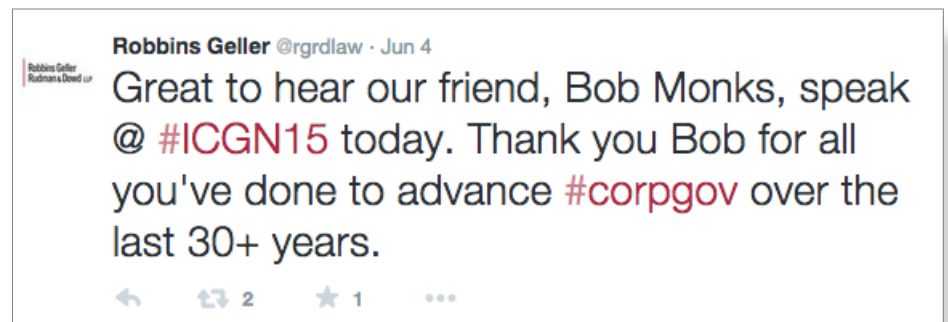 Robbins Geller @rgrdlaw · Jun 4
Robbins Geller
Rudman & Dowd LLP
Great to hear our friend, Bob Monks, speak
@ #ICGN15 today. Thank you Bob for all
you've done to advance #corpgov over the
last 30+ years.
2 1